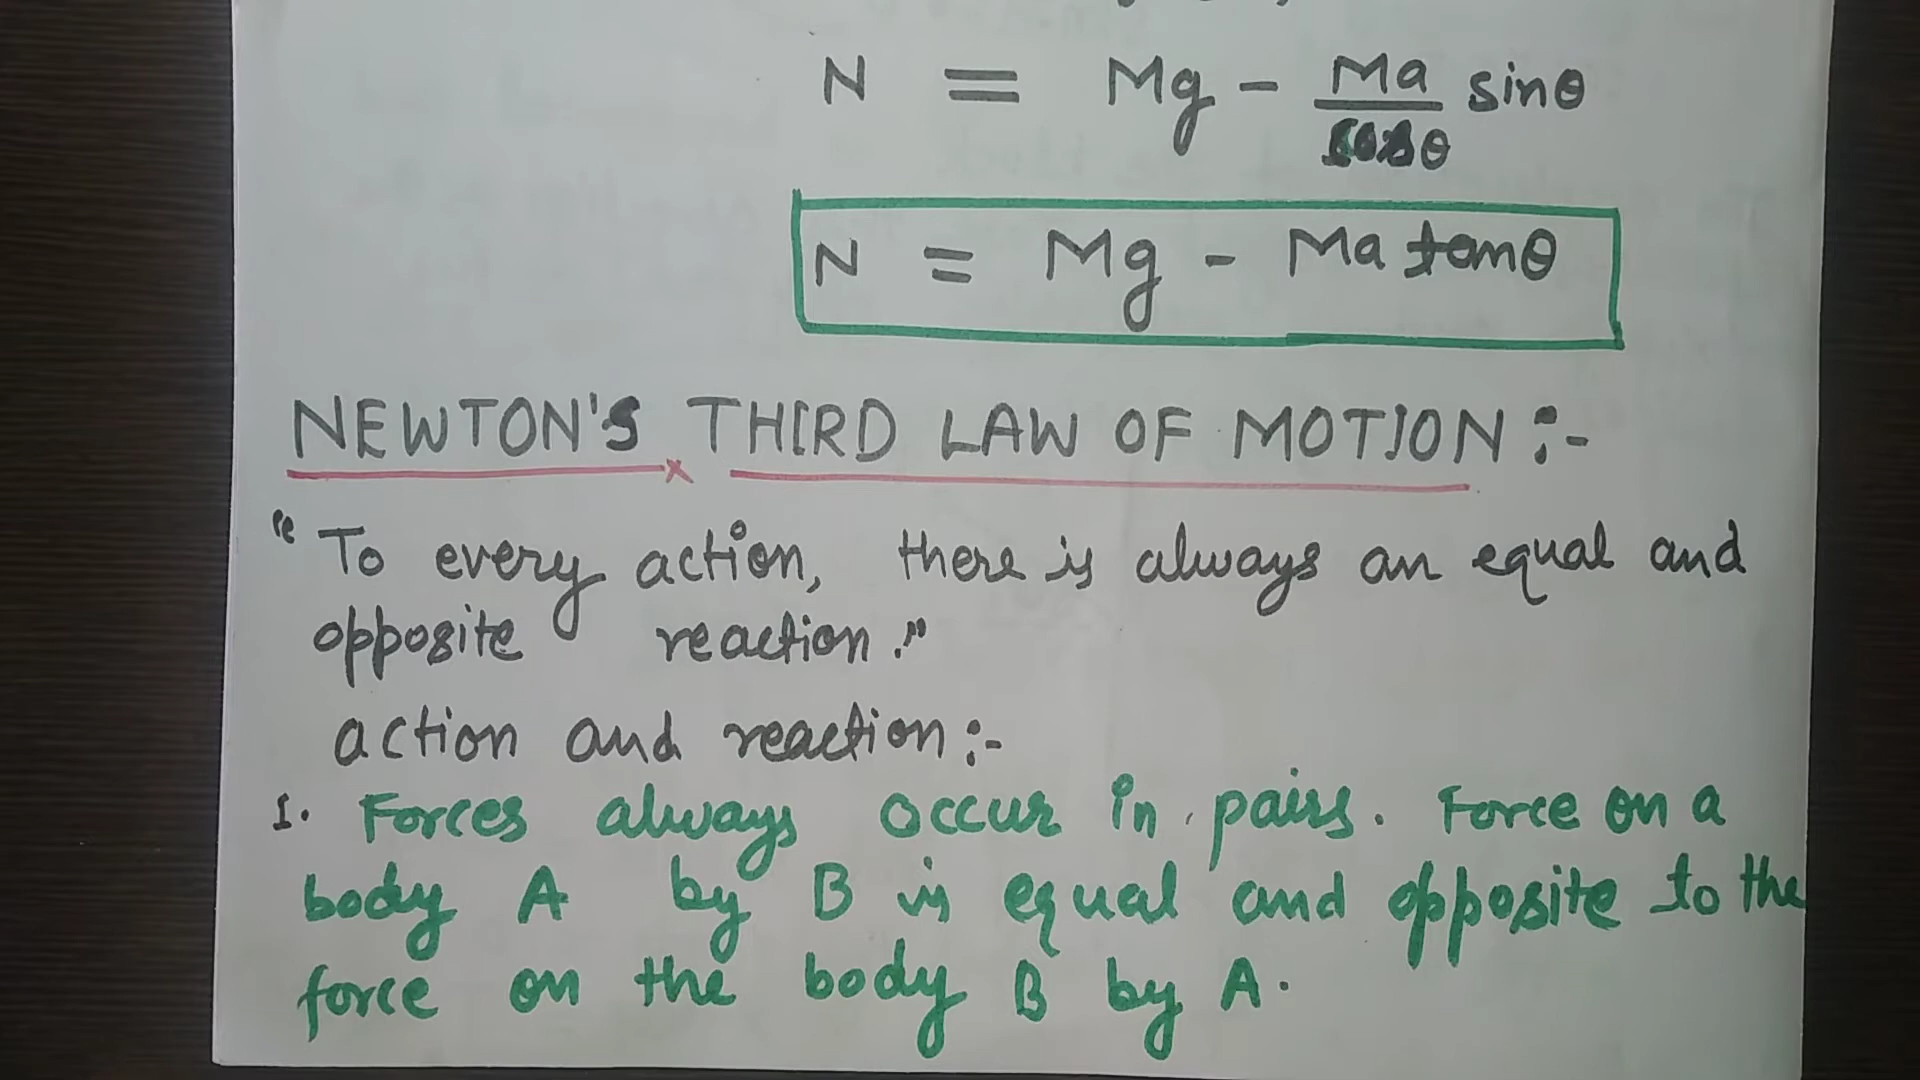 N = Mg - Ma/cosθ sinθ
N = Mg - Ma tanθ
NEWTON'S THIRD LAW OF MOTION :-
"To every action, there is always an equal and
opposite reaction."
action and reaction :-
1. Forces always occur in pairs. Force on a
body A by B is equal and opposite to the
force on the body B by A.